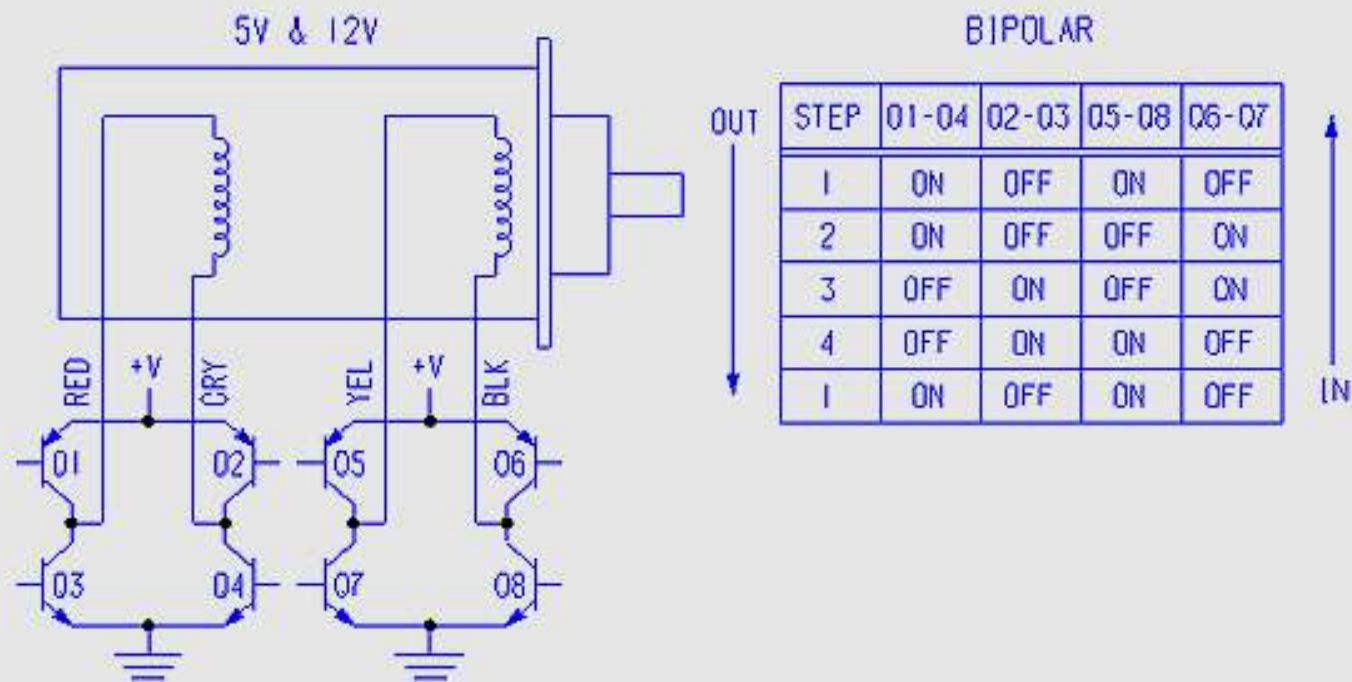 5V & 12V
BIPOLAR
OUT
STEP Q1-Q4 Q2-Q3 Q5-Q8 Q6-Q7
1 ON OFF ON OFF
2 ON OFF OFF ON
3 OFF ON OFF ON
4 OFF ON ON OFF
1 ON OFF ON OFF
IN
RED +V GRY YEL +V BLK
Q1 Q2 Q5 Q6
Q3 Q4 Q7 Q8